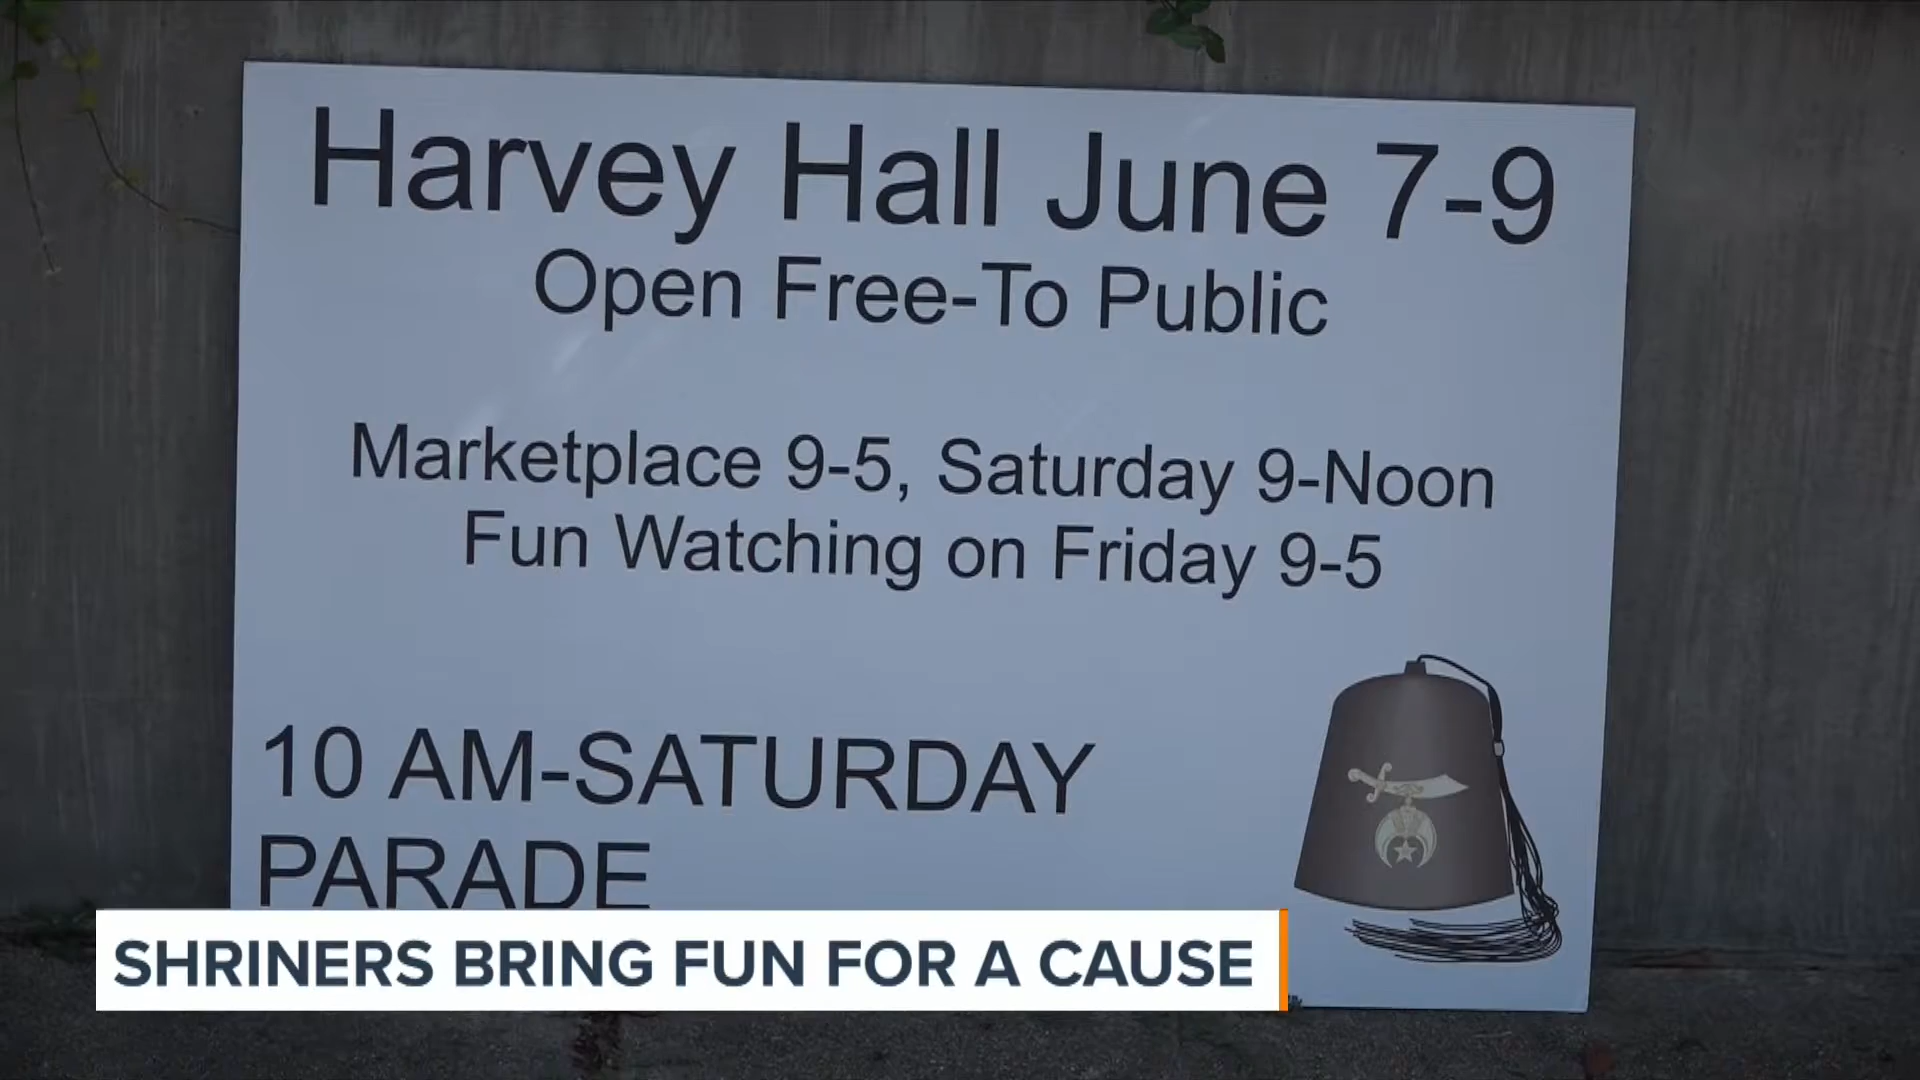 Harvey Hall June 7-9
Open Free-To Public
Marketplace 9-5, Saturday 9-Noon
Fun Watching on Friday 9-5
10 AM-SATURDAY
PARADE
SHRINERS BRING FUN FOR A CAUSE